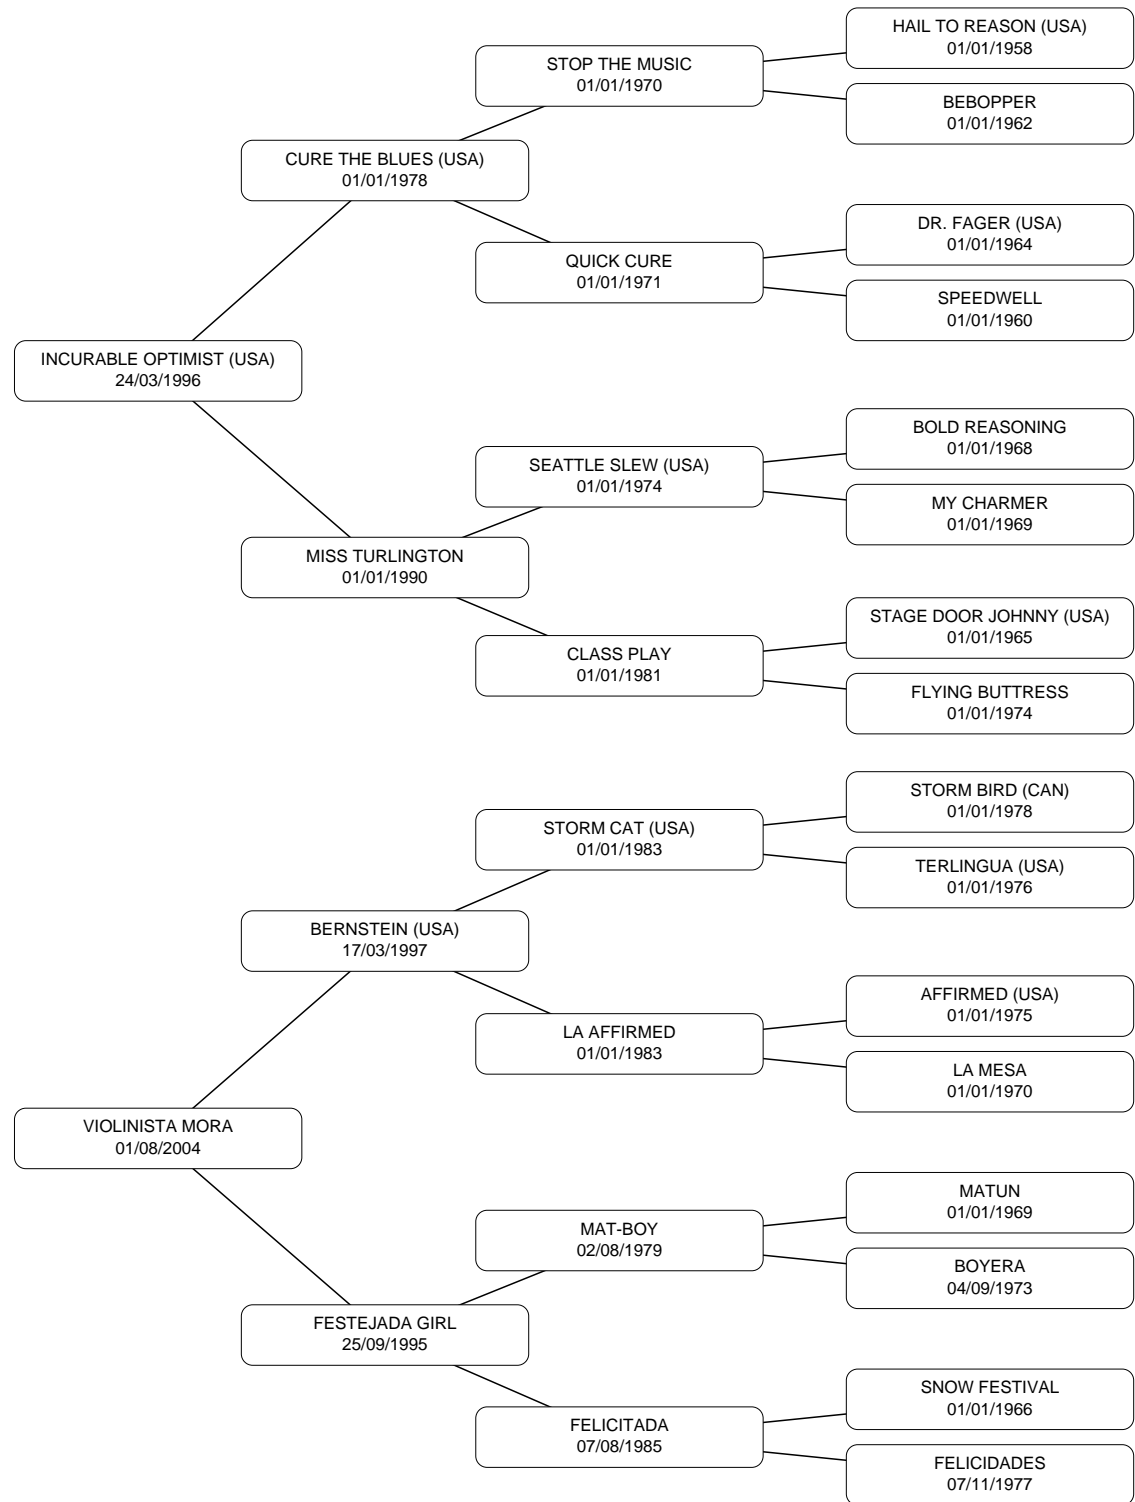 HAIL TO REASON (USA)
01/01/1958
STOP THE MUSIC
01/01/1970
BEBOPPER
01/01/1962
CURE THE BLUES (USA)
01/01/1978
DR. FAGER (USA)
01/01/1964
QUICK CURE
01/01/1971
SPEEDWELL
01/01/1960
INCURABLE OPTIMIST (USA)
24/03/1996
BOLD REASONING
01/01/1968
SEATTLE SLEW (USA)
01/01/1974
MY CHARMER
01/01/1969
MISS TURLINGTON
01/01/1990
STAGE DOOR JOHNNY (USA)
01/01/1965
CLASS PLAY
01/01/1981
FLYING BUTTRESS
01/01/1974
STORM BIRD (CAN)
01/01/1978
STORM CAT (USA)
01/01/1983
TERLINGUA (USA)
01/01/1976
BERNSTEIN (USA)
17/03/1997
AFFIRMED (USA)
01/01/1975
LA AFFIRMED
01/01/1983
LA MESA
01/01/1970
VIOLINISTA MORA
01/08/2004
MATUN
01/01/1969
MAT-BOY
02/08/1979
BOYERA
04/09/1973
FESTEJADA GIRL
25/09/1995
SNOW FESTIVAL
01/01/1966
FELICITADA
07/08/1985
FELICIDADES
07/11/1977